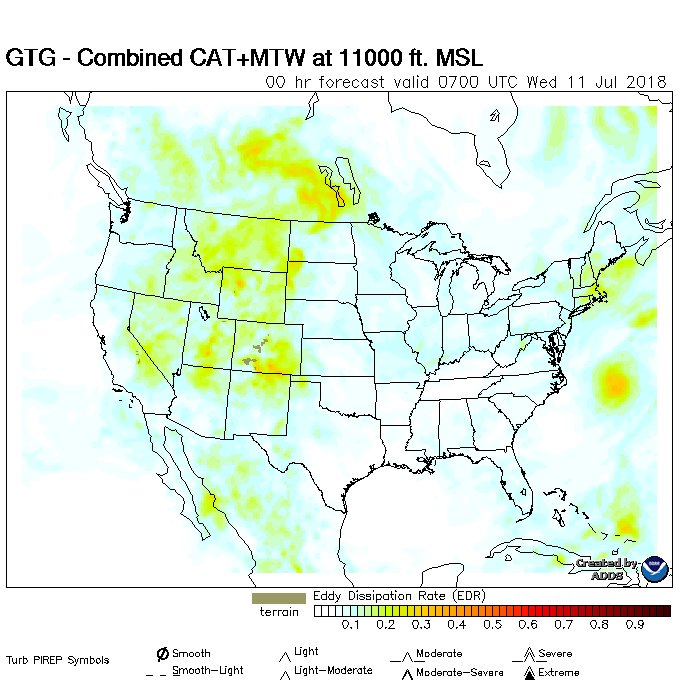 GTG - Combined CAT+MTW at 11000 ft. MSL
00 hr forecast valid 0700 UTC Wed 11 Jul 2018
Created by
ADDS
Eddy Dissipation Rate (EDR)
terrain
0.1 0.2 0.3 0.4 0.5 0.6 0.7 0.8 0.9
Turb PIREP Symbols
Smooth Light Moderate Severe
Smooth-Light Light-Moderate Moderate-Severe Extreme